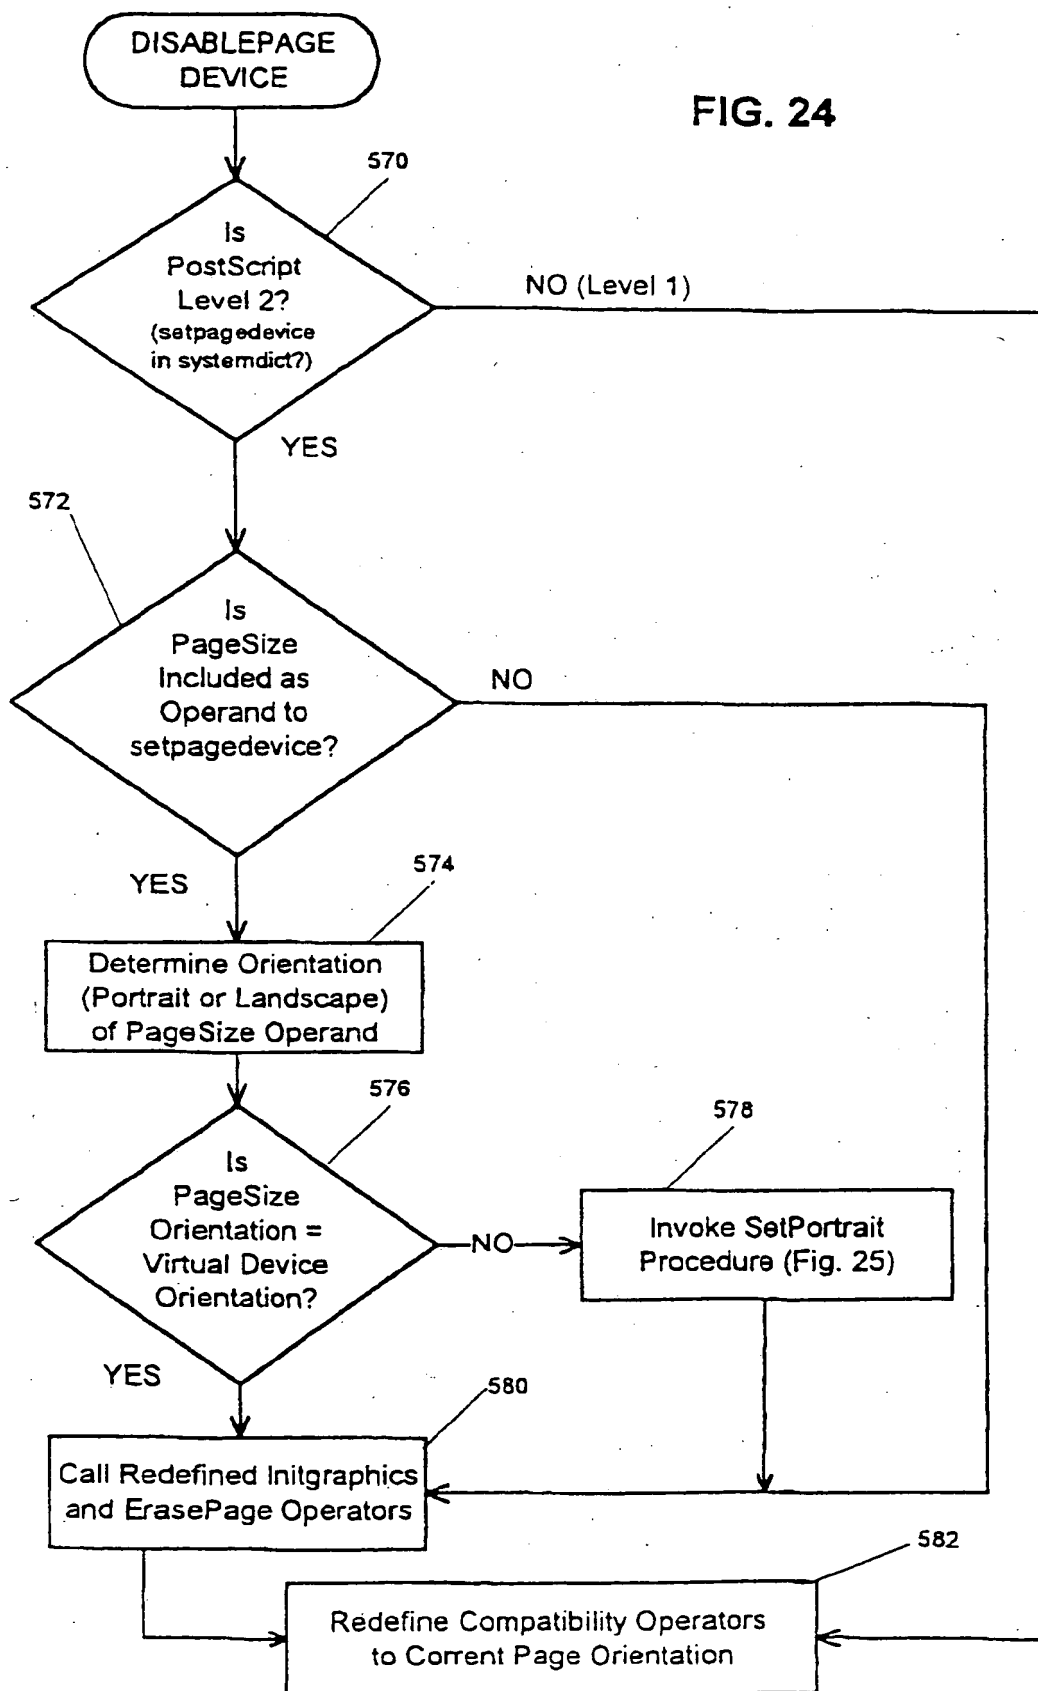 DISABLEPAGE
DEVICE
FIG. 24
570
Is
PostScript
Level 2?
(setpagedevice
in systemdict?)
NO (Level 1)
YES
572
Is
PageSize
Included as
Operand to
setpagedevice?
NO
YES
574
Determine Orientation
(Portrait or Landscape)
of PageSize Operand
576
Is
PageSize
Orientation =
Virtual Device
Orientation?
NO
578
Invoke SetPortrait
Procedure (Fig. 25)
YES
580
Call Redefined Initgraphics
and ErasePage Operators
582
Redefine Compatibility Operators
to Current Page Orientation